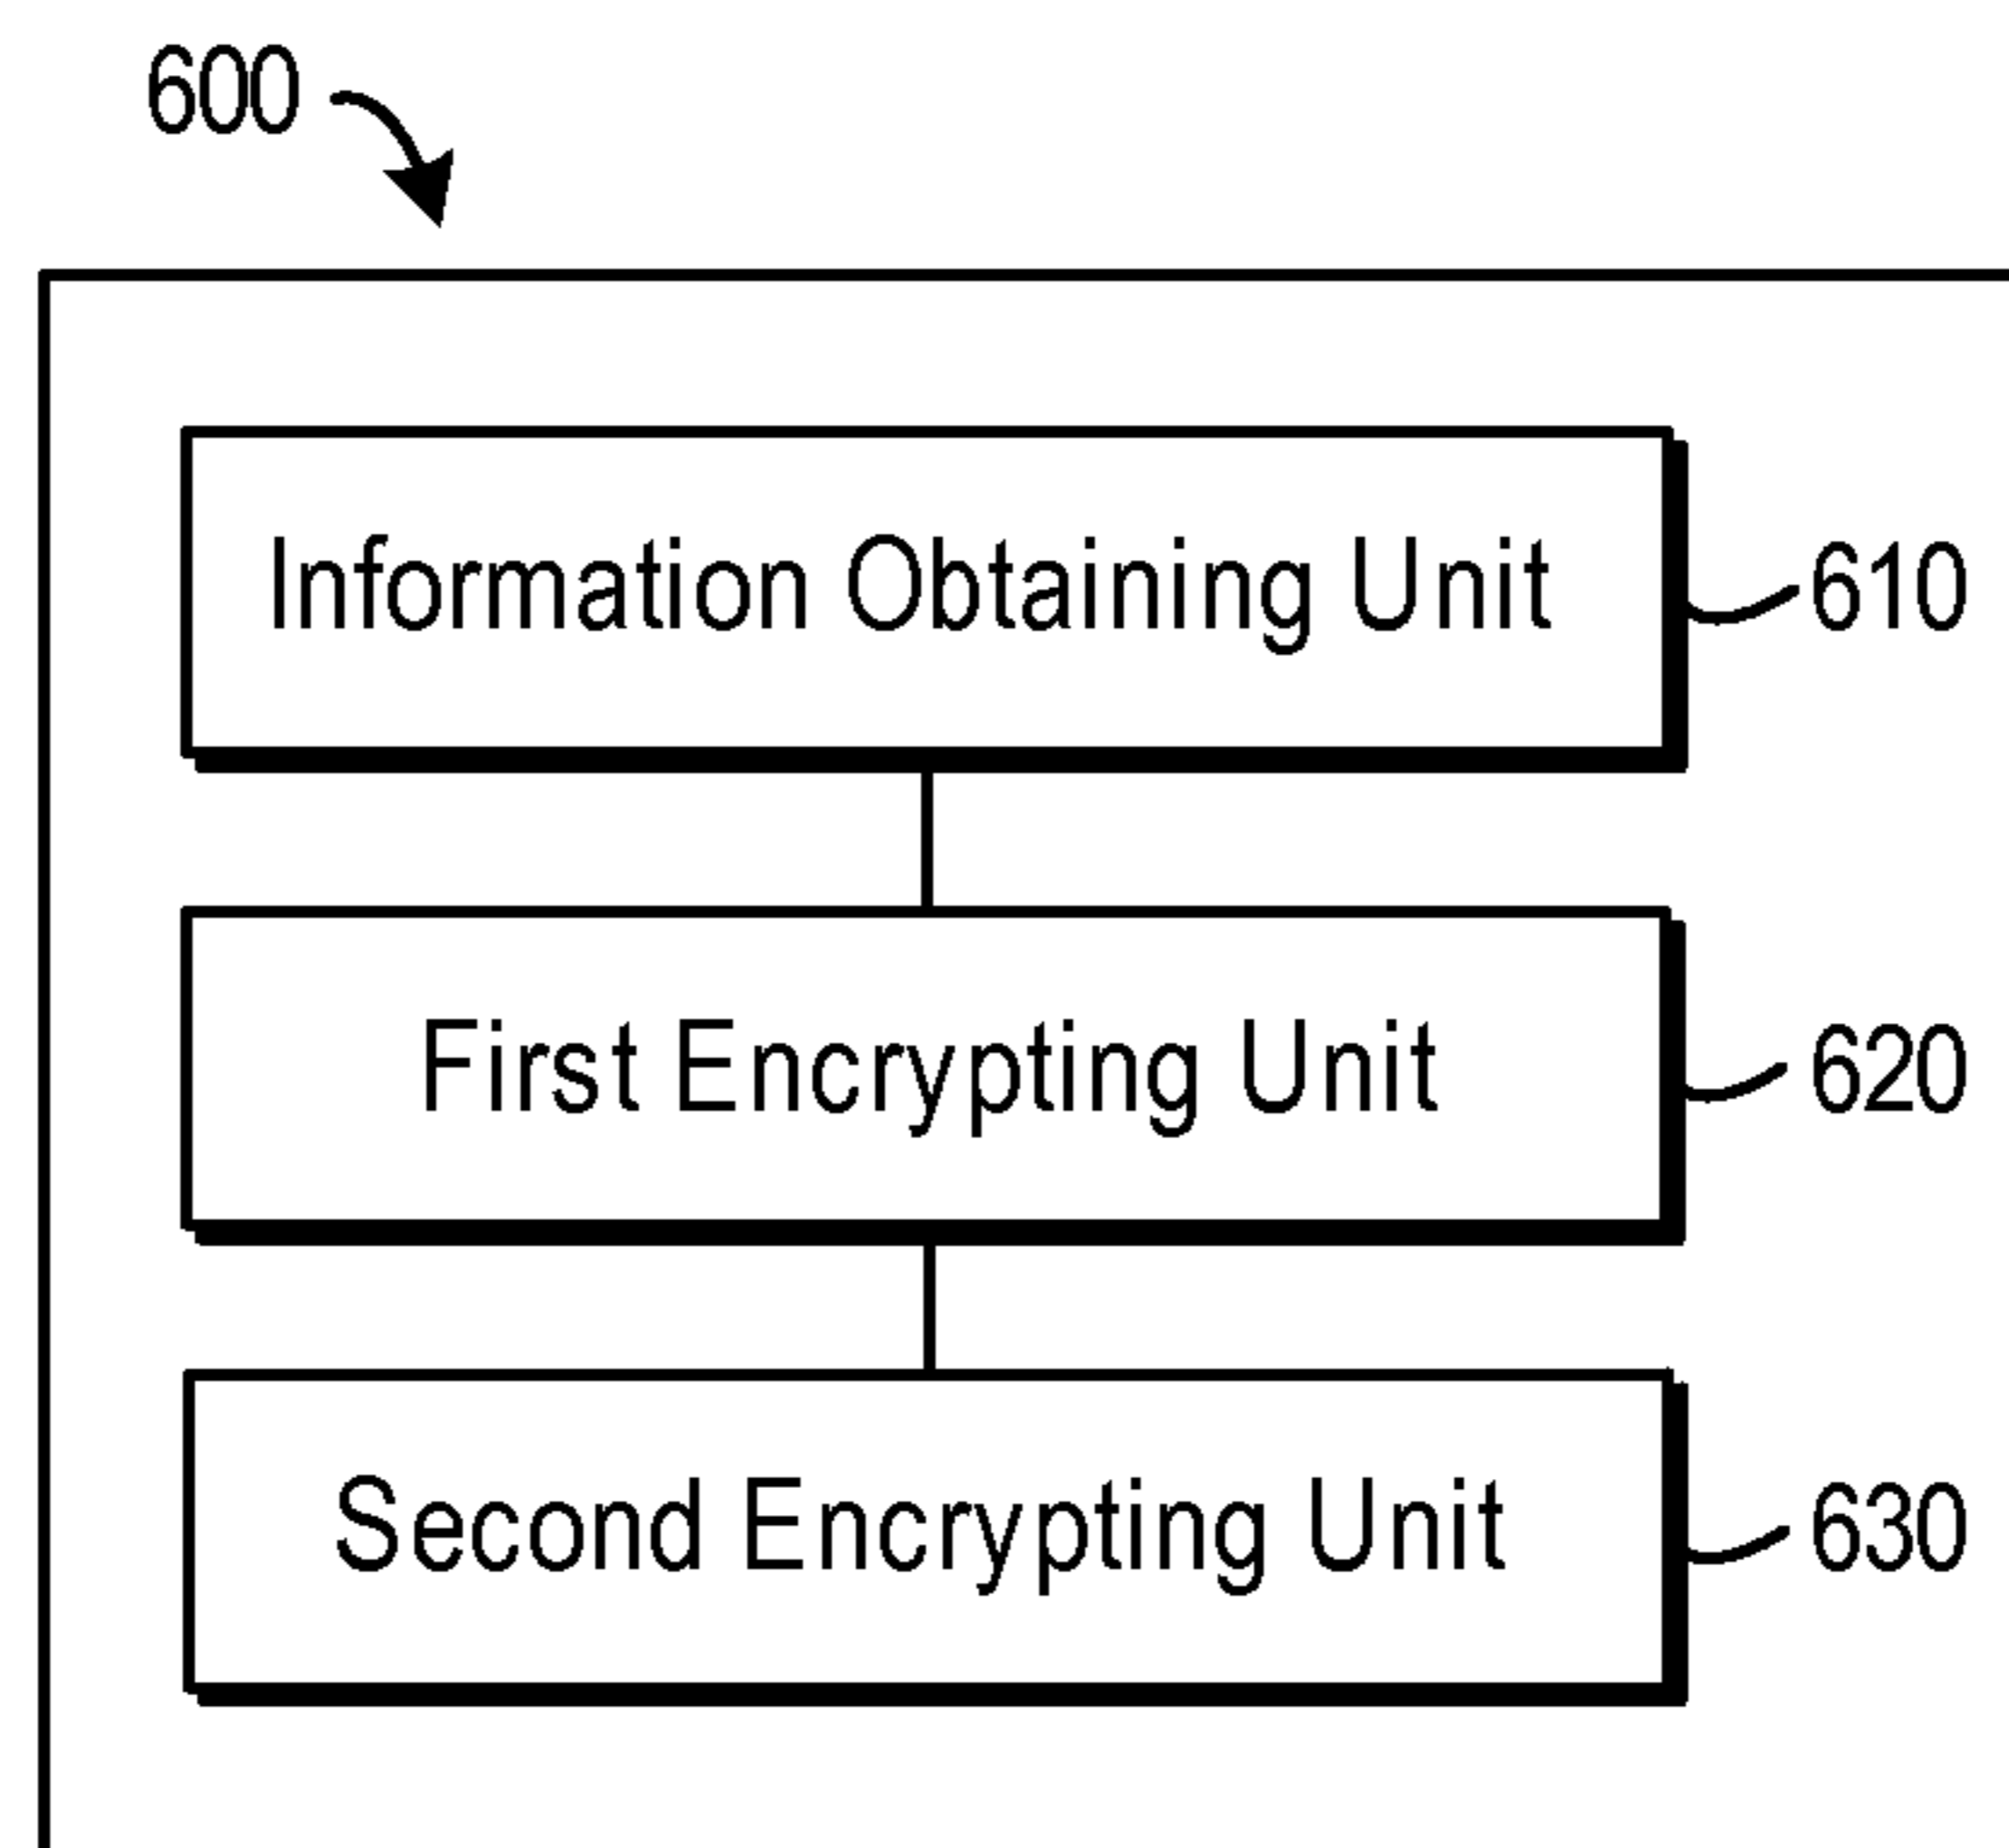 600
Information Obtaining Unit
610
First Encrypting Unit
620
Second Encrypting Unit
630